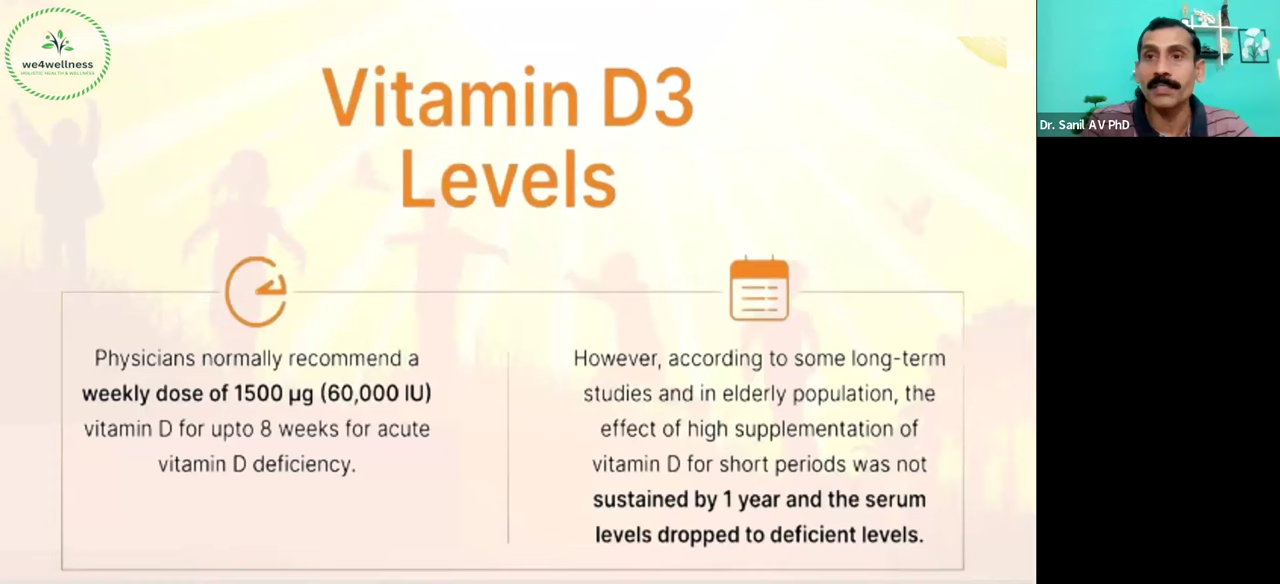 we4wellness
HOLISTIC HEALTH & WELLNESS
Vitamin D3
Levels
Physicians normally recommend a
weekly dose of 1500 µg (60,000 IU)
vitamin D for upto 8 weeks for acute
vitamin D deficiency.
However, according to some long-term
studies and in elderly population, the
effect of high supplementation of
vitamin D for short periods was not
sustained by 1 year and the serum
levels dropped to deficient levels.
Dr. Sanil AV PhD